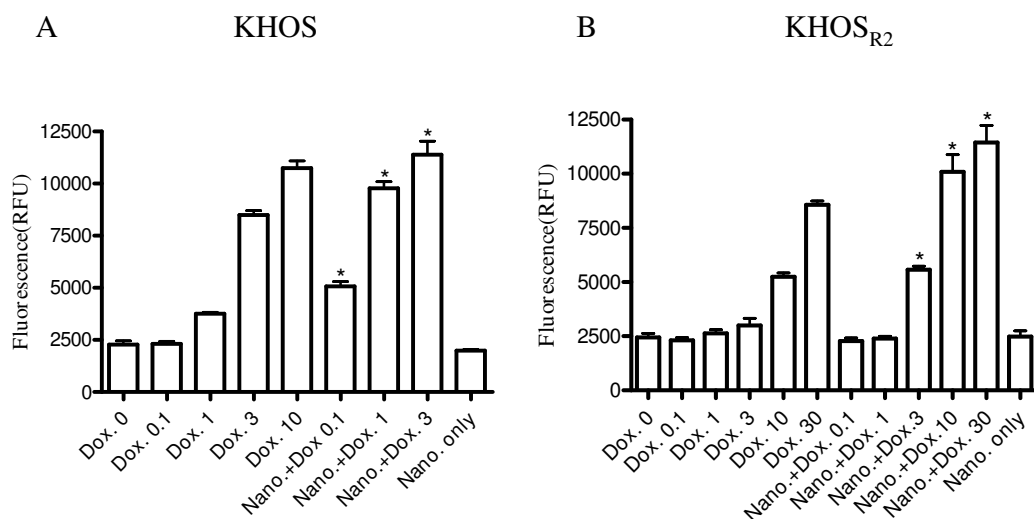 A
KHOS
Fluorescence(RFU)
12500
10000
7500
5000
2500
0
*
*
*
Dox. 0
Dox. 0.1
Dox. 1
Dox. 3
Dox. 10
Nano.+Dox 0.1
Nano.+Dox. 1
Nano.+Dox. 3
Nano. only
B
KHOSR2
Fluorescence(RFU)
12500
10000
7500
5000
2500
0
*
*
*
Dox. 0
Dox. 0.1
Dox. 1
Dox. 3
Dox. 10
Dox. 30
Nano.+Dox. 0.1
Nano.+Dox. 1
Nano.+Dox.3
Nano.+Dox. 10
Nano.+Dox. 30
Nano. only